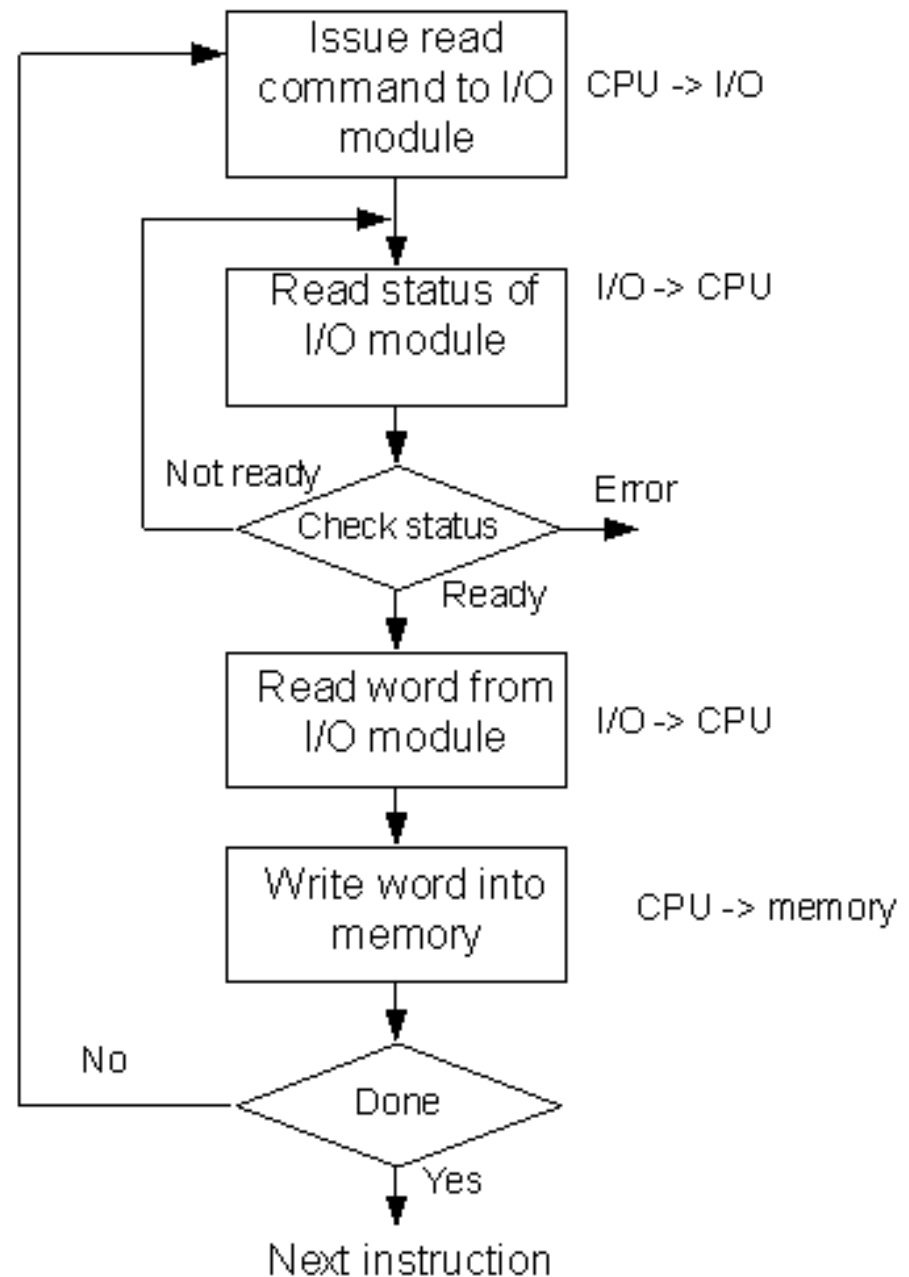 Issue read
command to I/O
module
CPU -> I/O
Read status of
I/O module
I/O -> CPU
Not ready
Check status
Error
Ready
Read word from
I/O module
I/O -> CPU
Write word into
memory
CPU -> memory
No
Done
Yes
Next instruction